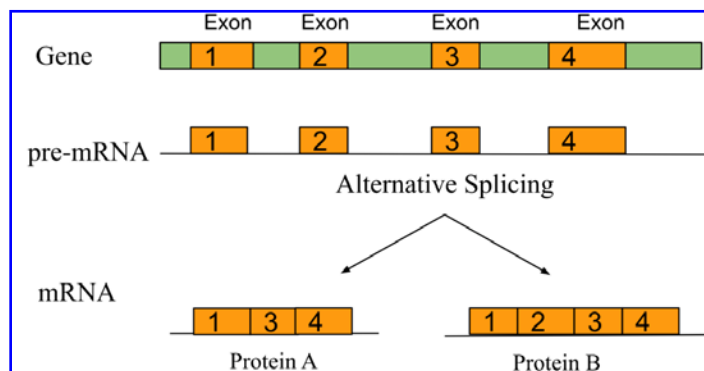 Exon Exon Exon Exon
Gene 1 2 3 4
pre-mRNA 1 2 3 4
Alternative Splicing
mRNA 1 3 4 1 2 3 4
Protein A Protein B